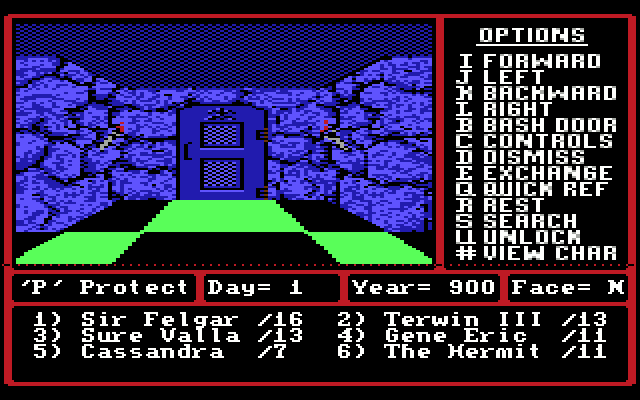 OPTIONS
I FORWARD
J LEFT
K BACKWARD
L RIGHT
B BASH DOOR
C CONTROLS
D DISMISS
E EXCHANGE
Q QUICK REF
R REST
S SEARCH
U UNLOCK
# VIEW CHAR
'P' Protect Day= 1 Year= 900 Face= N
1) Sir Felgar /16 2) Terwin III /13
3) Sure Valla /13 4) Gene Eric /11
5) Cassandra /7 6) The Hermit /11